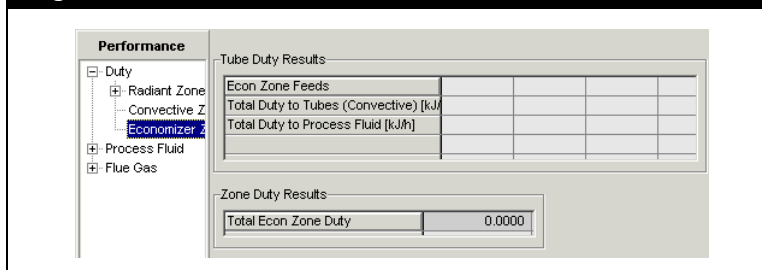 Performance
Duty
Radiant Zone
Convective Z
Economizer Z
Process Fluid
Flue Gas
Tube Duty Results
Econ Zone Feeds
Total Duty to Tubes (Convective) [kJ/
Total Duty to Process Fluid [kJ/h]
Zone Duty Results
Total Econ Zone Duty 0.0000